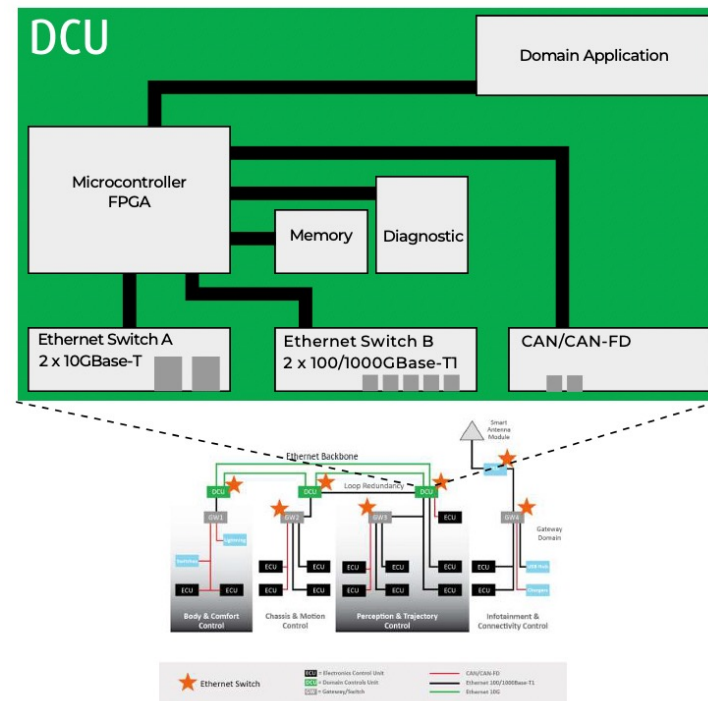 DCU
Domain Application
Microcontroller
FPGA
Memory
Diagnostic
Ethernet Switch A
2 x 10GBase-T
Ethernet Switch B
2 x 100/1000GBase-T1
CAN/CAN-FD
Smart
Antenna
Module
Ethernet Backbone
Loop Redundancy
DCU
DCU
DCU
GW1
GW2
GW3
ECU
GW4
Gateway
Domain
Lightning
ECU
ECU
ECU
ECU
ECU
ECU
ECU
ECU
ECU
ECU
ECU
ECU
ECU
ECU
Body & Comfort
Control
Chassis & Motion
Control
Perception & Trajectory
Control
Infotainment &
Connectivity Control
Ethernet Switch
ECU = Electronics Control Unit
DCU = Domain Controls Unit
GW = Gateway/Switch
CAN/CAN-FD
Ethernet 100/1000Base-T1
Ethernet 10G